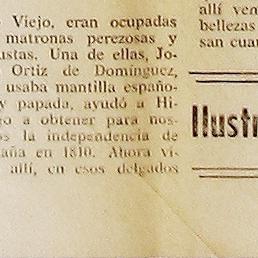 Viejo, eran ocupadas
matronas perezosas y
ustas. Una de ellas, Jo-
Ortiz de Domínguez,
usaba mantilla españo-
y papada, ayudó a Hi-
o a obtener para nos-
os la independencia de
aña en 1810. Ahora vi-
allí, en esos delgados
allí ven
bellezas
san cuar
Ilustr